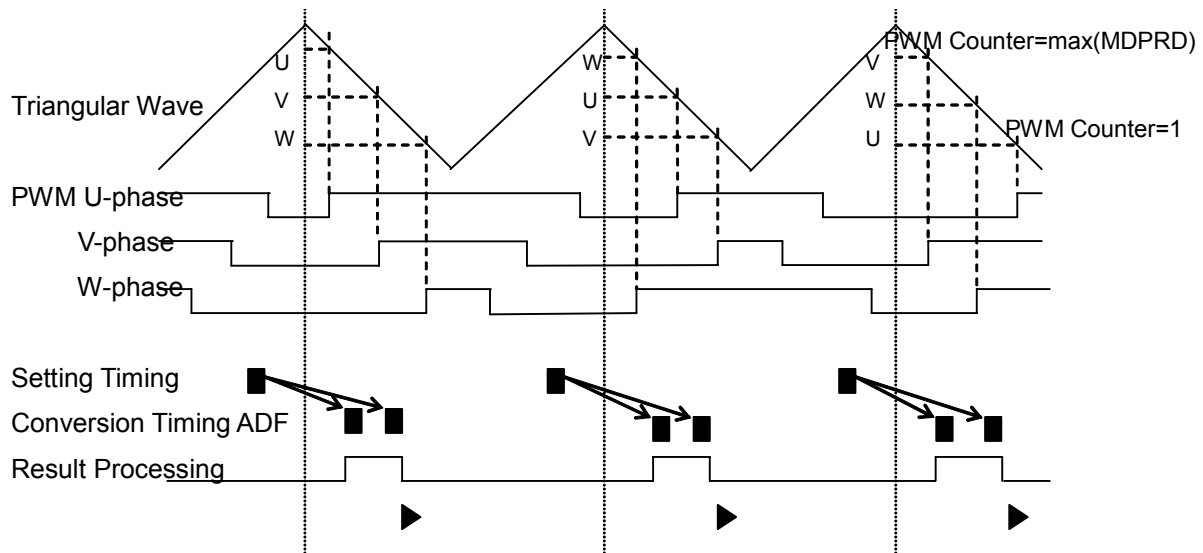 PWM Counter=max(MDPRD)
U W V
Triangular Wave V U W
W V U PWM Counter=1
PWM U-phase
V-phase
W-phase
Setting Timing
Conversion Timing ADF
Result Processing